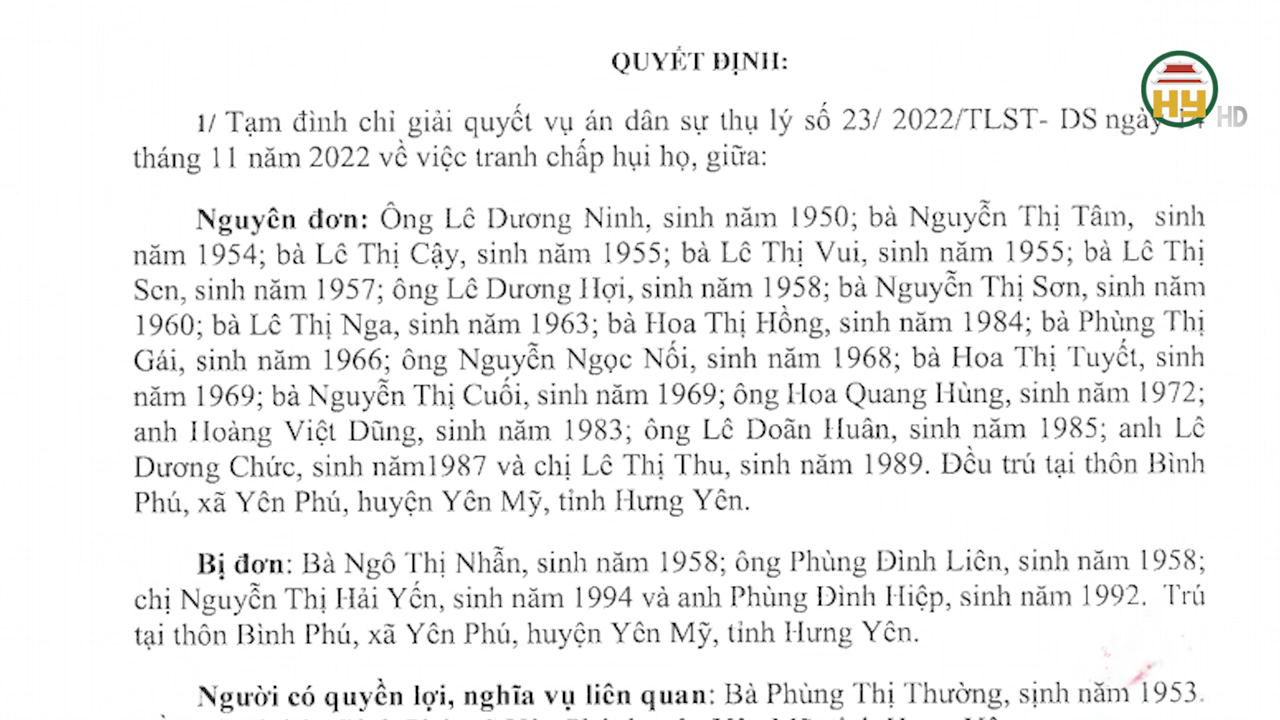 QUYẾT ĐỊNH:
HY HD
1/ Tạm đình chỉ giải quyết vụ án dân sự thụ lý số 23/ 2022/TLST- DS ngày
tháng 11 năm 2022 về việc tranh chấp hụi họ, giữa:
Nguyên đơn: Ông Lê Dương Ninh, sinh năm 1950; bà Nguyễn Thị Tâm, sinh
năm 1954; bà Lê Thị Cậy, sinh năm 1955; bà Lê Thị Vui, sinh năm 1955; bà Lê Thị
Sen, sinh năm 1957; ông Lê Dương Hợi, sinh năm 1958; bà Nguyễn Thị Sơn, sinh năm
1960; bà Lê Thị Nga, sinh năm 1963; bà Hoa Thị Hồng, sinh năm 1984; bà Phùng Thị
Gái, sinh năm 1966; ông Nguyễn Ngọc Nối, sinh năm 1968; bà Hoa Thị Tuyết, sinh
năm 1969; bà Nguyễn Thị Cuối, sinh năm 1969; ông Hoa Quang Hùng, sinh năm 1972;
anh Hoàng Việt Dũng, sinh năm 1983; ông Lê Doãn Huân, sinh năm 1985; anh Lê
Dương Chức, sinh năm1987 và chị Lê Thị Thu, sinh năm 1989. Đều trú tại thôn Bình
Phú, xã Yên Phú, huyện Yên Mỹ, tỉnh Hưng Yên.
Bị đơn: Bà Ngô Thị Nhẫn, sinh năm 1958; ông Phùng Đình Liên, sinh năm 1958;
chị Nguyễn Thị Hải Yến, sinh năm 1994 và anh Phùng Đình Hiệp, sinh năm 1992. Trú
tại thôn Bình Phú, xã Yên Phú, huyện Yên Mỹ, tỉnh Hưng Yên.
Người có quyền lợi, nghĩa vụ liên quan: Bà Phùng Thị Thường, sinh năm 1953.